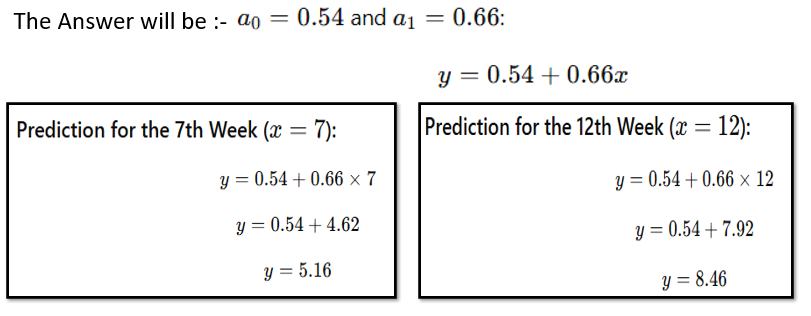 The Answer will be :- a₀ = 0.54 and a₁ = 0.66:
y = 0.54 + 0.66x
Prediction for the 7th Week (x = 7):
y = 0.54 + 0.66 × 7
y = 0.54 + 4.62
y = 5.16
Prediction for the 12th Week (x = 12):
y = 0.54 + 0.66 × 12
y = 0.54 + 7.92
y = 8.46